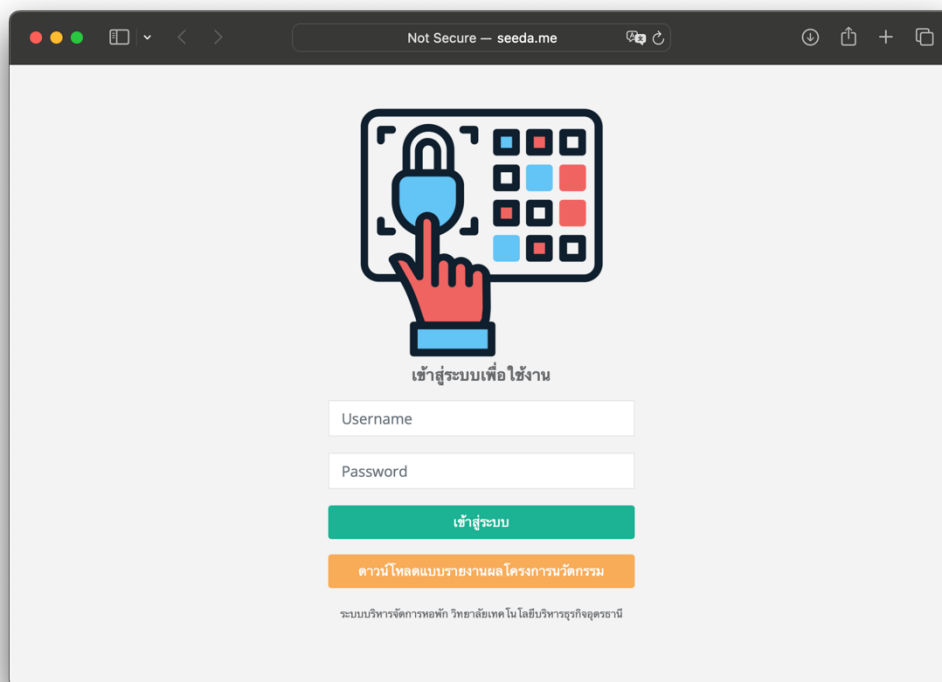 Not Secure — seeda.me
เข้าสู่ระบบเพื่อใช้งาน
Username
Password
เข้าสู่ระบบ
ดาวน์โหลดแบบรายงานผลโครงการนวัตกรรม
ระบบบริหารจัดการหอพัก วิทยาลัยเทคโนโลยีบริหารธุรกิจอุดรธานี